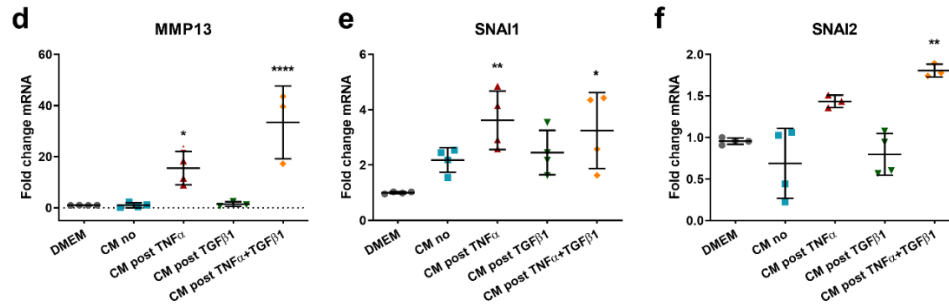 d
MMP13
Fold change mRNA
60
40
20
0
*
****
DMEM
CM no
CM post TNFα
CM post TGFβ1
CM post TNFα+TGFβ1
e
SNAI1
Fold change mRNA
6
4
2
0
**
*
DMEM
CM no
CM post TNFα
CM post TGFβ1
CM post TNFα+TGFβ1
f
SNAI2
Fold change mRNA
2.0
1.5
1.0
0.5
0.0
**
DMEM
CM no
CM post TNFα
CM post TGFβ1
CM post TNFα+TGFβ1